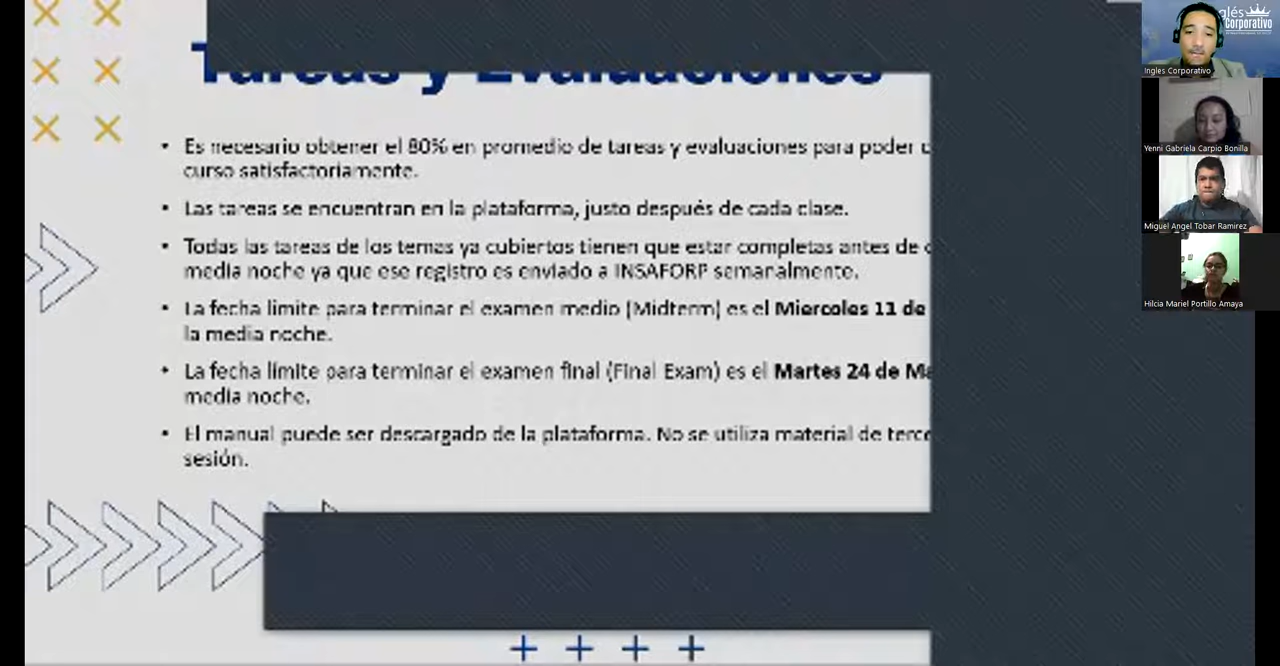 Tareas y Evaluaciones
• Es necesario obtener el 80% en promedio de tareas y evaluaciones para poder
curso satisfactoriamente.
• Las tareas se encuentran en la plataforma, justo después de cada clase.
• Todas las tareas de los temas ya cubiertos tienen que estar completas antes de
media noche ya que ese registro es enviado a INSAFORP semanalmente.
• La fecha limite para terminar el examen medio (Midterm) es el Miercoles 11 de
la media noche.
• La fecha límite para terminar el examen final (Final Exam) es el Martes 24 de
media noche.
• El manual puede ser descargado de la plataforma. No se utiliza material de
sesión.
Corporativo
Ingles Corporativo
Yenni Gabriela Carpio Bonilla
Miguel Angel Tobar Ramirez
Hilcia Mariel Portillo Amaya